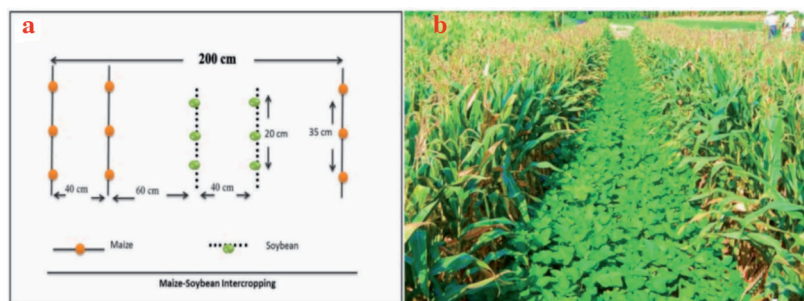 a
200 cm
20 cm
35 cm
40 cm
60 cm
40 cm
Maize
Soybean
Maize-Soybean Intercropping
b